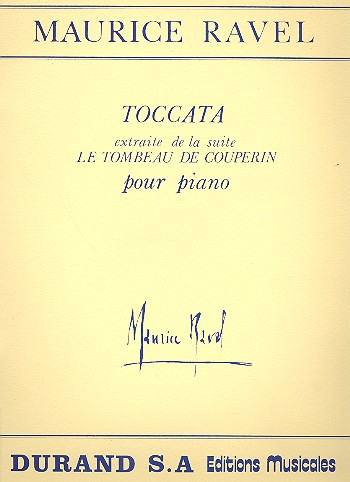 MAURICE RAVEL
TOCCATA
extraite de la suite
LE TOMBEAU DE COUPERIN
pour piano
Maurice Ravel
DURAND S.A Editions Musicales